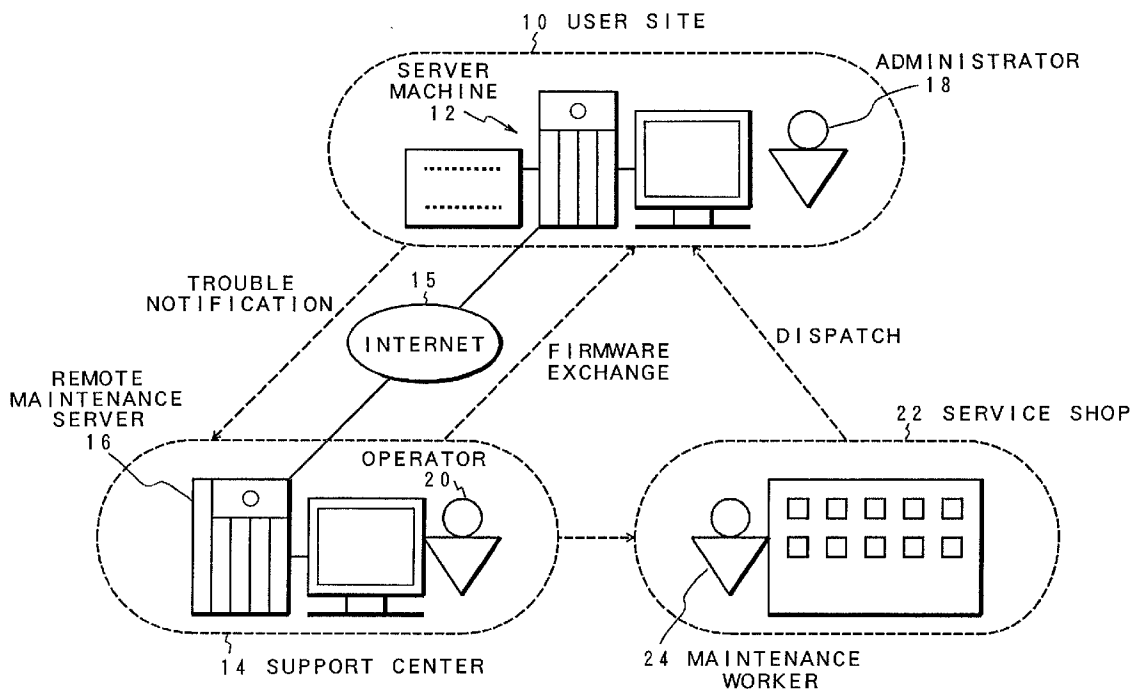 10 USER SITE
ADMINISTRATOR
18
SERVER
MACHINE
12
TROUBLE
NOTIFICATION
15
INTERNET
FIRMWARE
EXCHANGE
DISPATCH
REMOTE
MAINTENANCE
SERVER
16
22 SERVICE SHOP
OPERATOR
20
14 SUPPORT CENTER
24 MAINTENANCE
WORKER